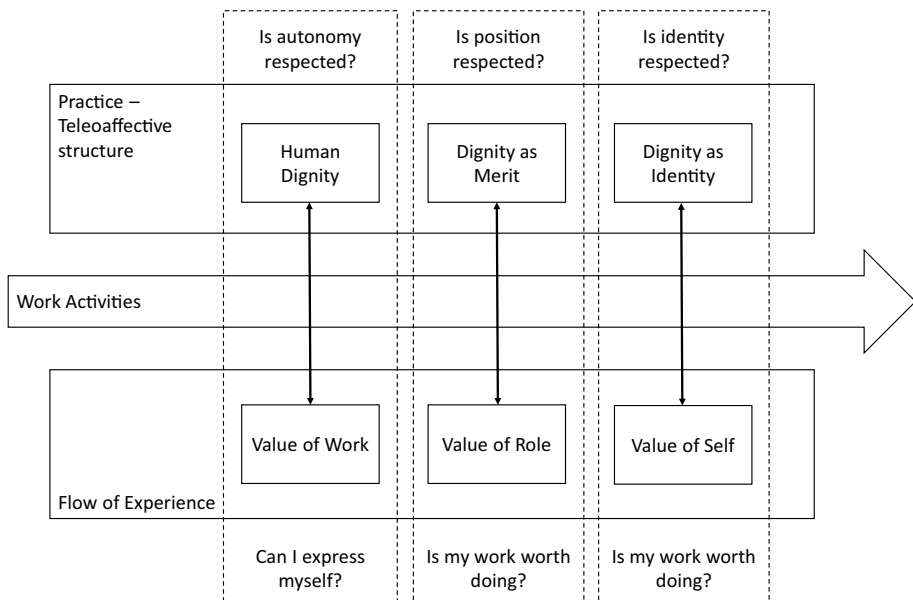 Is autonomy
respected?
Is position
respected?
Is identity
respected?
Practice –
Teleoaffective
structure
Human
Dignity
Dignity as
Merit
Dignity as
Identity
Work Activities
Value of Work
Value of Role
Value of Self
Flow of Experience
Can I express
myself?
Is my work worth
doing?
Is my work worth
doing?